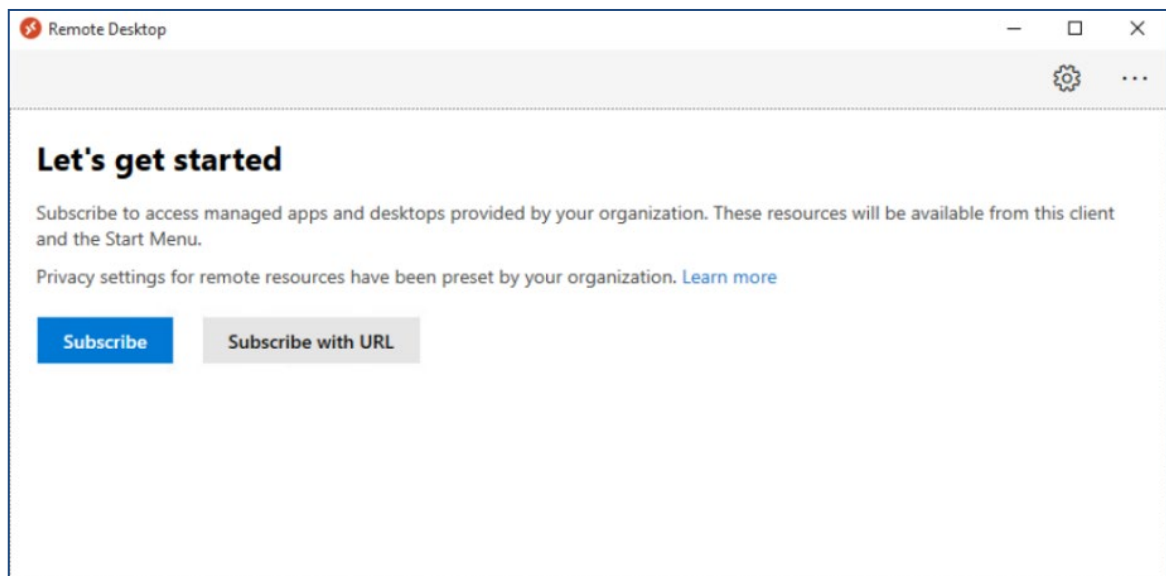 Remote Desktop
Let's get started
Subscribe to access managed apps and desktops provided by your organization. These resources will be available from this client
and the Start Menu.
Privacy settings for remote resources have been preset by your organization. Learn more
Subscribe
Subscribe with URL